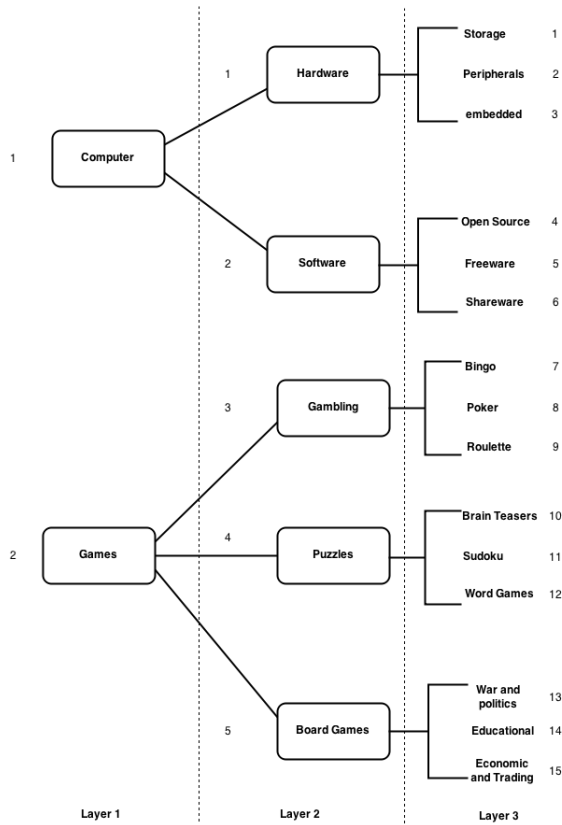 Storage 1
1 Hardware Peripherals 2
embedded 3
1 Computer
Open Source 4
2 Software Freeware 5
Shareware 6
Bingo 7
3 Gambling Poker 8
Roulette 9
Brain Teasers 10
4
2 Games Puzzles Sudoku 11
Word Games 12
War and
politics 13
5 Board Games Educational 14
Economic
and Trading 15
Layer 1 Layer 2 Layer 3